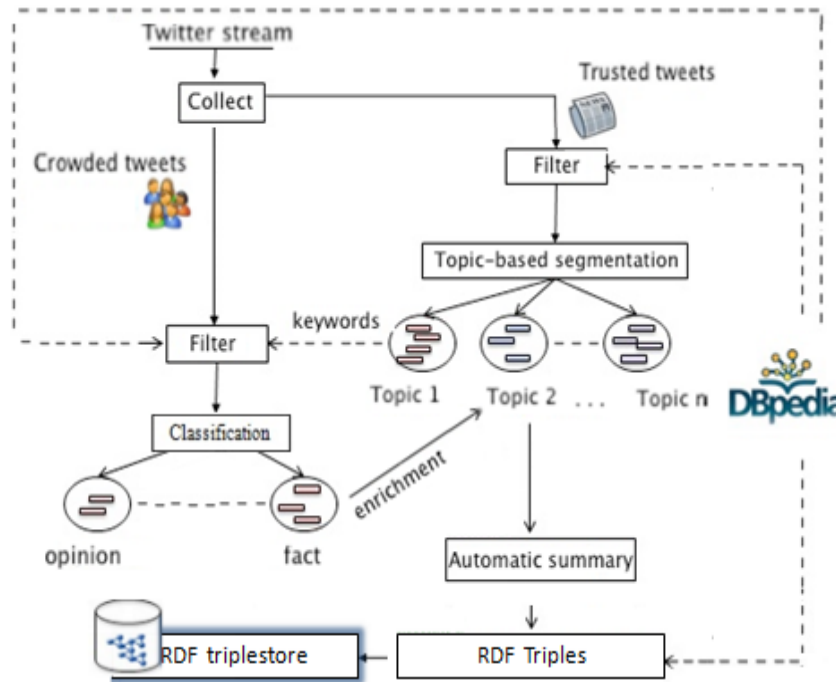 Twitter stream
Collect
Trusted tweets
Crowded tweets
Filter
Topic-based segmentation
keywords
Filter
Topic 1
Topic 2
. . .
Topic n
DBpedia
Classification
enrichment
opinion
fact
Automatic summary
RDF triplestore
RDF Triples